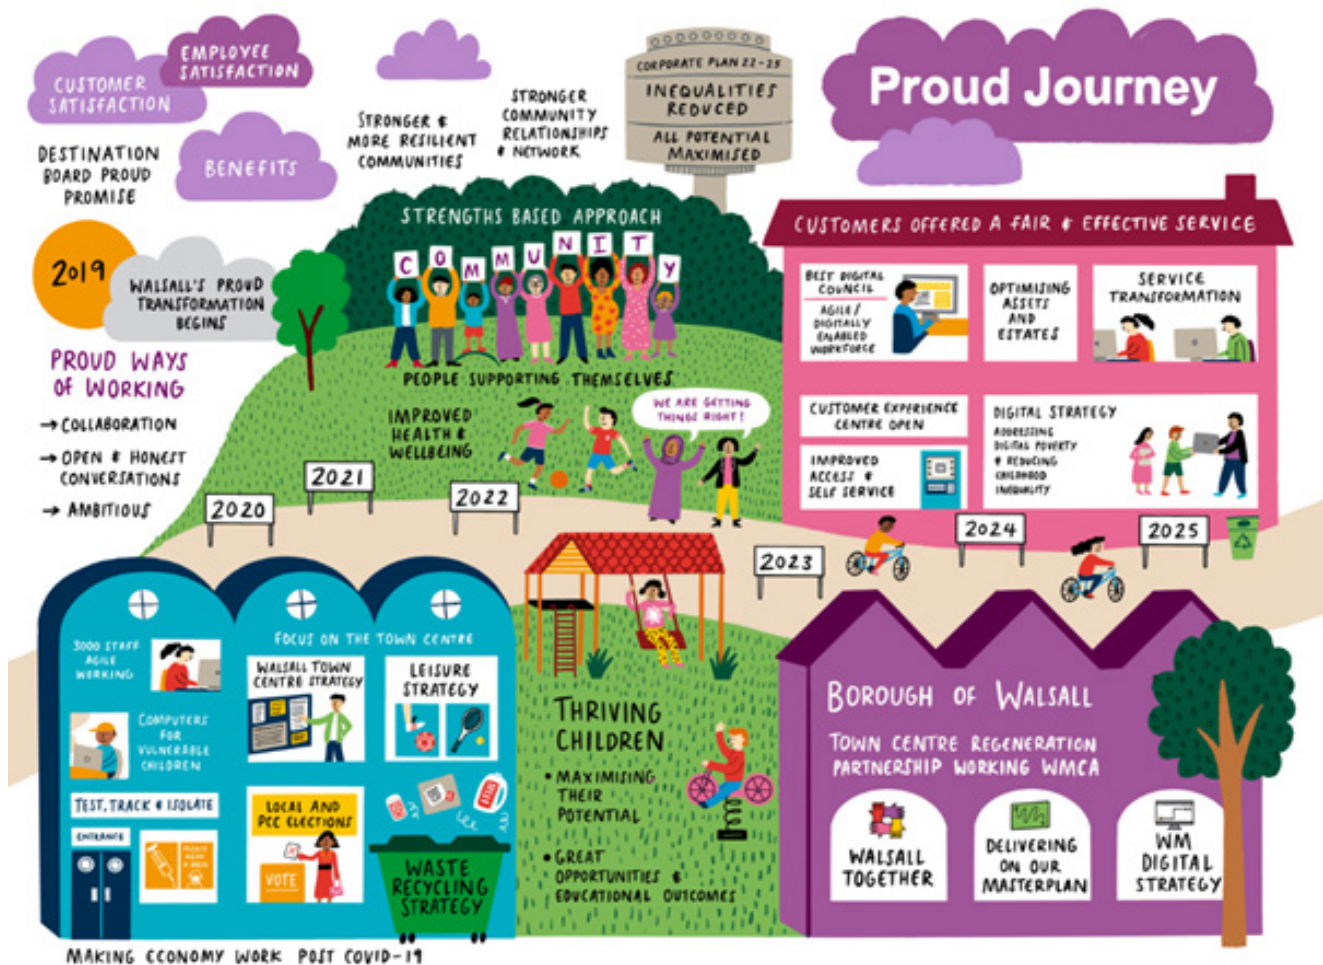 EMPLOYEE
SATISFACTION
CUSTOMER
SATISFACTION
BENEFITS
DESTINATION
BOARD PROUD
PROMISE
STRONGER &
MORE RESILIENT
COMMUNITIES
STRONGER
COMMUNITY
RELATIONSHIPS
& NETWORK
CORPORATE PLAN 22-25
INEQUALITIES
REDUCED
ALL POTENTIAL
MAXIMISED
Proud Journey
2019
WALSALL'S PROUD
TRANSFORMATION
BEGINS
PROUD WAYS
OF WORKING
→ COLLABORATION
→ OPEN & HONEST
CONVERSATIONS
→ AMBITIOUS
STRENGTHS BASED APPROACH
COMMUNITY
PEOPLE SUPPORTING THEMSELVES
IMPROVED
HEALTH &
WELLBEING
WE ARE GETTING
THINGS RIGHT!
CUSTOMERS OFFERED A FAIR & EFFECTIVE SERVICE
BEST DIGITAL
COUNCIL
AGILE/
DIGITALLY
ENABLED
WORKFORCE
OPTIMISING
ASSETS
AND
ESTATES
SERVICE
TRANSFORMATION
CUSTOMER EXPERIENCE
CENTRE OPEN
IMPROVED
ACCESS &
SELF SERVICE
DIGITAL STRATEGY
ADDRESSING
DIGITAL POVERTY
& REDUCING
CHILDHOOD
INEQUALITY
2020
2021
2022
2023
2024
2025
3000 STAFF
AGILE
WORKING
COMPUTERS
FOR
VULNERABLE
CHILDREN
TEST, TRACK & ISOLATE
ENTRANCE
FOCUS ON THE TOWN CENTRE
WALSALL TOWN
CENTRE STRATEGY
LEISURE
STRATEGY
LOCAL AND
PCC ELECTIONS
VOTE
WASTE
RECYCLING
STRATEGY
MAKING ECONOMY WORK POST COVID-19
THRIVING
CHILDREN
• MAXIMISING
THEIR
POTENTIAL
• GREAT
OPPORTUNITIES &
EDUCATIONAL OUTCOMES
BOROUGH OF WALSALL
TOWN CENTRE REGENERATION
PARTNERSHIP WORKING WMCA
WALSALL
TOGETHER
DELIVERING
ON OUR
MASTERPLAN
WM
DIGITAL
STRATEGY